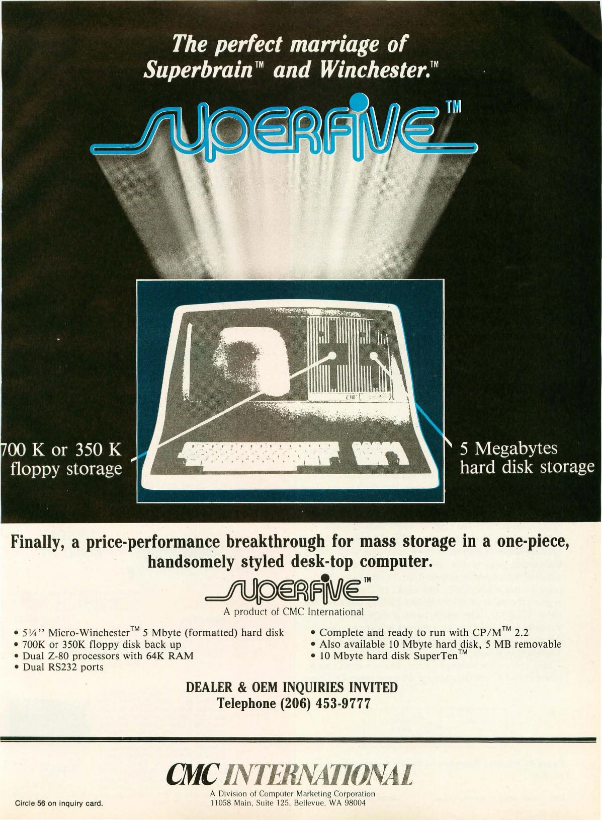 The perfect marriage of
Superbrain™ and Winchester.™
SUPERFIVE™
700 K or 350 K
floppy storage
5 Megabytes
hard disk storage
Finally, a price-performance breakthrough for mass storage in a one-piece,
handsomely styled desk-top computer.
SUPERFIVE™
A product of CMC International
• 5¼'' Micro-Winchester™ 5 Mbyte (formatted) hard disk
• 700K or 350K floppy disk back up
• Dual Z-80 processors with 64K RAM
• Dual RS232 ports
• Complete and ready to run with CP/M™ 2.2
• Also available 10 Mbyte hard disk, 5 MB removable
• 10 Mbyte hard disk SuperTen™
DEALER & OEM INQUIRIES INVITED
Telephone (206) 453-9777
CMC INTERNATIONAL
A Division of Computer Marketing Corporation
11058 Main, Suite 125, Bellevue, WA 98004
Circle 56 on inquiry card.